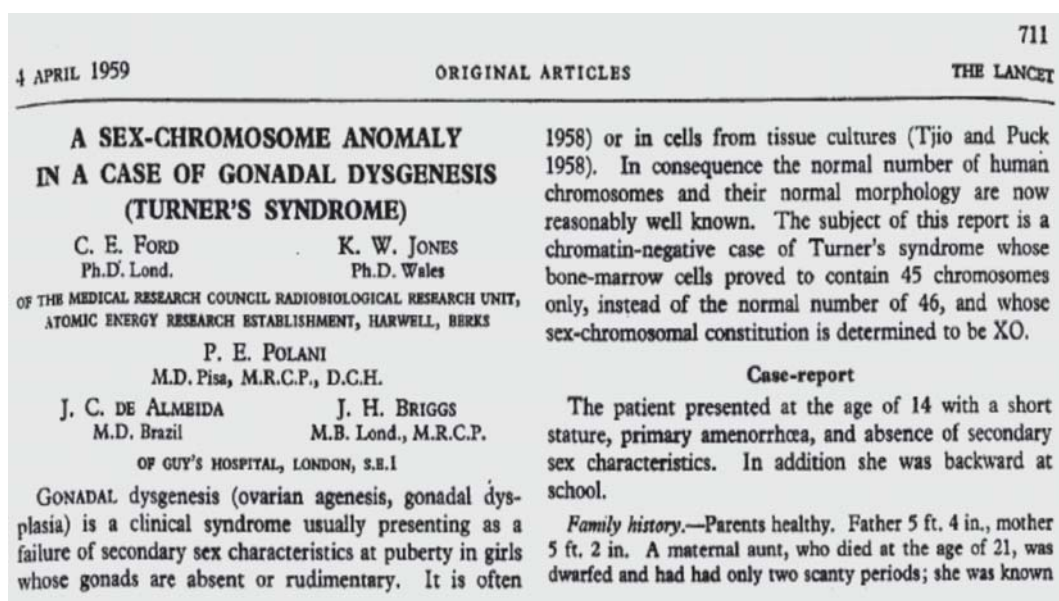 711
4 APRIL 1959 ORIGINAL ARTICLES THE LANCET
A SEX-CHROMOSOME ANOMALY
IN A CASE OF GONADAL DYSGENESIS
(TURNER'S SYNDROME)
C. E. FORD K. W. JONES
Ph.D. Lond. Ph.D. Wales
OF THE MEDICAL RESEARCH COUNCIL RADIOBIOLOGICAL RESEARCH UNIT,
ATOMIC ENERGY RESEARCH ESTABLISHMENT, HARWELL, BERKS
P. E. POLANI
M.D. Pisa, M.R.C.P., D.C.H.
J. C. DE ALMEIDA J. H. BRIGGS
M.D. Brazil M.B. Lond., M.R.C.P.
OF GUY'S HOSPITAL, LONDON, S.E.1
GONADAL dysgenesis (ovarian agenesis, gonadal dys-
plasia) is a clinical syndrome usually presenting as a
failure of secondary sex characteristics at puberty in girls
whose gonads are absent or rudimentary. It is often
1958) or in cells from tissue cultures (Tjio and Puck
1958). In consequence the normal number of human
chromosomes and their normal morphology are now
reasonably well known. The subject of this report is a
chromatin-negative case of Turner's syndrome whose
bone-marrow cells proved to contain 45 chromosomes
only, instead of the normal number of 46, and whose
sex-chromosomal constitution is determined to be XO.
Case-report
The patient presented at the age of 14 with a short
stature, primary amenorrhœa, and absence of secondary
sex characteristics. In addition she was backward at
school.
Family history.—Parents healthy. Father 5 ft. 4 in., mother
5 ft. 2 in. A maternal aunt, who died at the age of 21, was
dwarfed and had had only two scanty periods; she was known